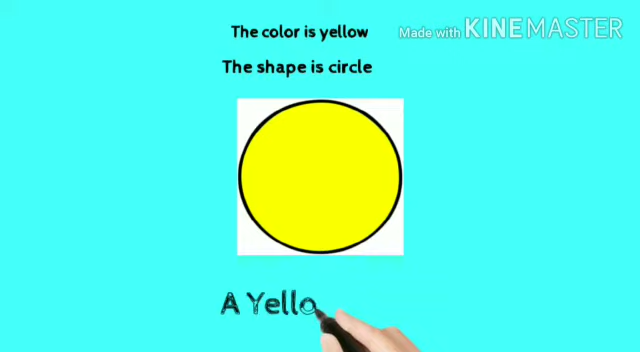 The color is yellow
Made with KINEMASTER
The shape is circle
A Yello